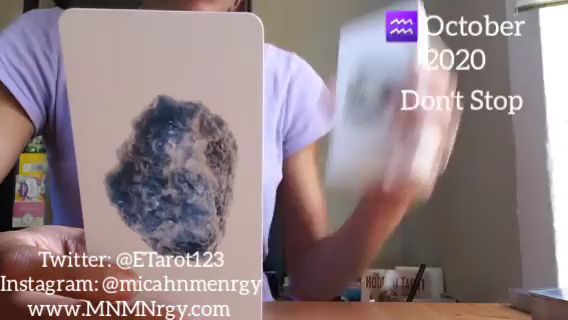 ♒ October
2020
Don't Stop
Twitter: @ETarot123
Instagram: @micahnmenrgy
www.MNMNrgy.com